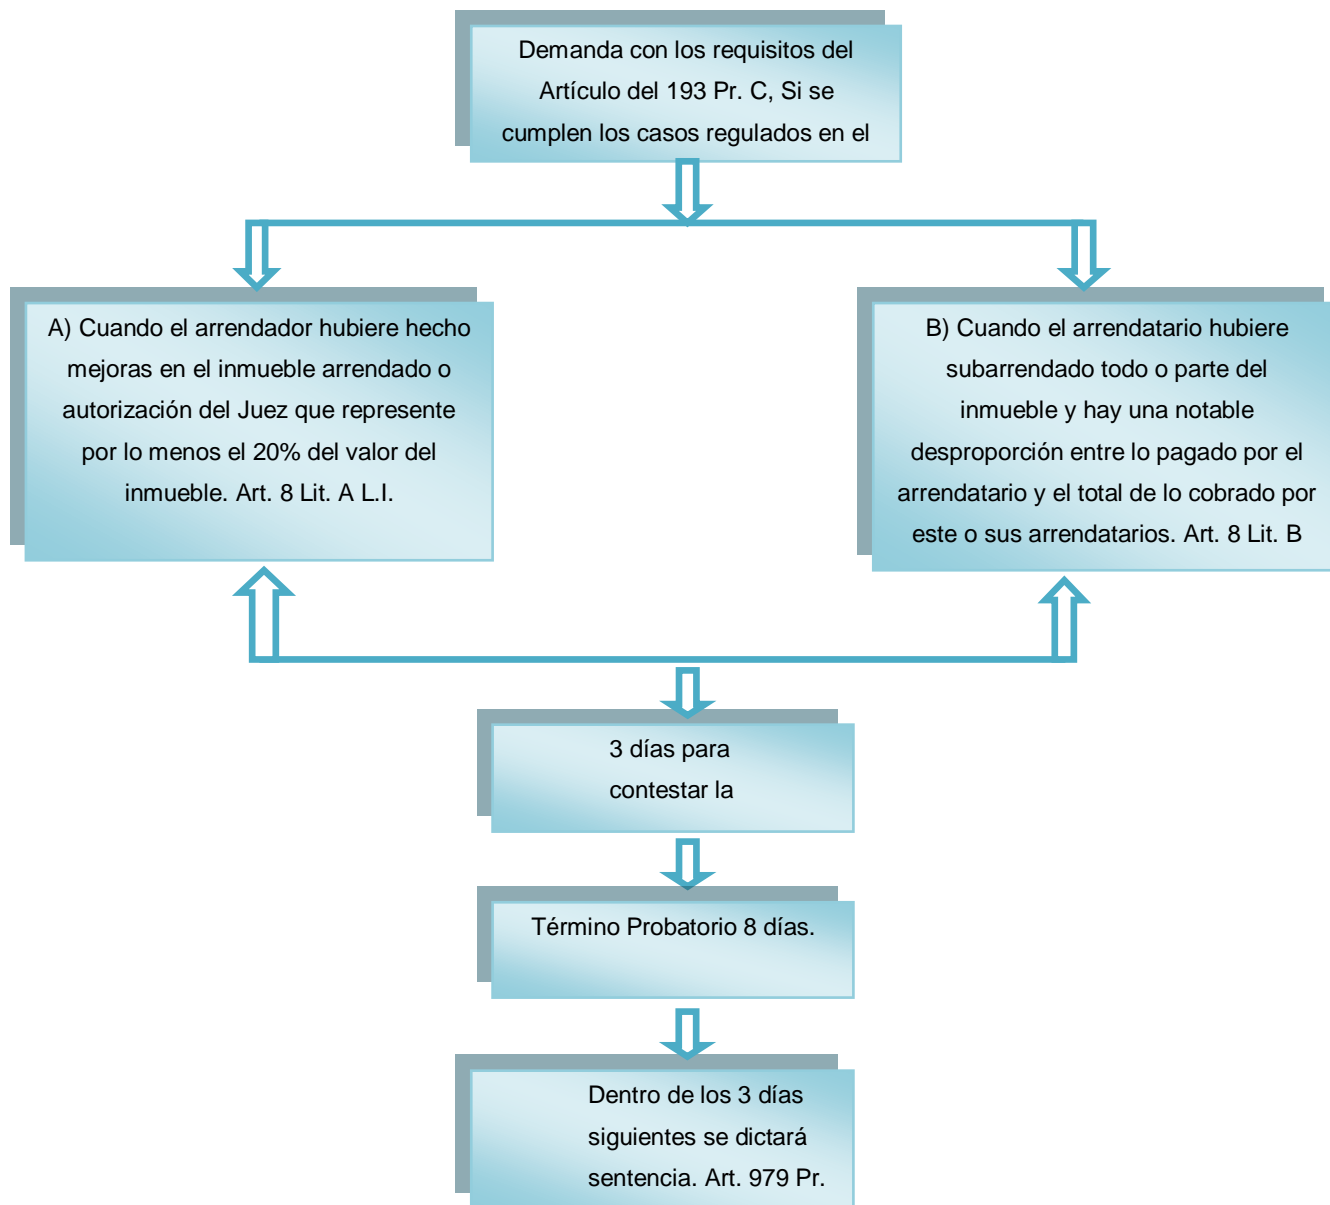 Demanda con los requisitos del
Artículo del 193 Pr. C, Si se
cumplen los casos regulados en el
A) Cuando el arrendador hubiere hecho
mejoras en el inmueble arrendado o
autorización del Juez que represente
por lo menos el 20% del valor del
inmueble. Art. 8 Lit. A L.I.
B) Cuando el arrendatario hubiere
subarrendado todo o parte del
inmueble y hay una notable
desproporción entre lo pagado por el
arrendatario y el total de lo cobrado por
este o sus arrendatarios. Art. 8 Lit. B
3 días para
contestar la
Término Probatorio 8 días.
Dentro de los 3 días
siguientes se dictará
sentencia. Art. 979 Pr.